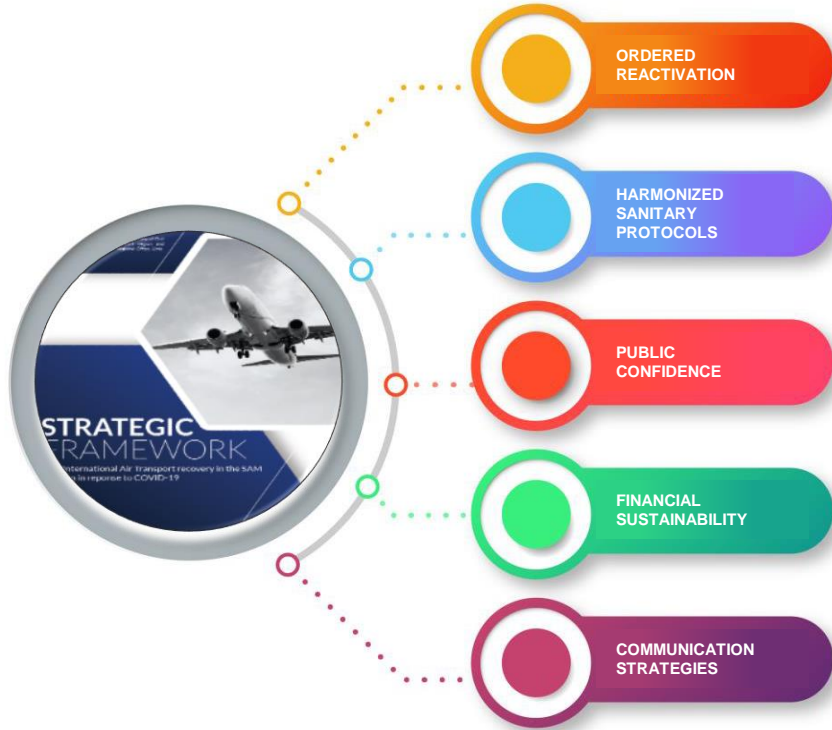 ORDERED
REACTIVATION
HARMONIZED
SANITARY
PROTOCOLS
PUBLIC
CONFIDENCE
FINANCIAL
SUSTAINABILITY
COMMUNICATION
STRATEGIES
STRATEGIC
FRAMEWORK
International Air Transport recovery in the SAM
in reponse to COVID-19